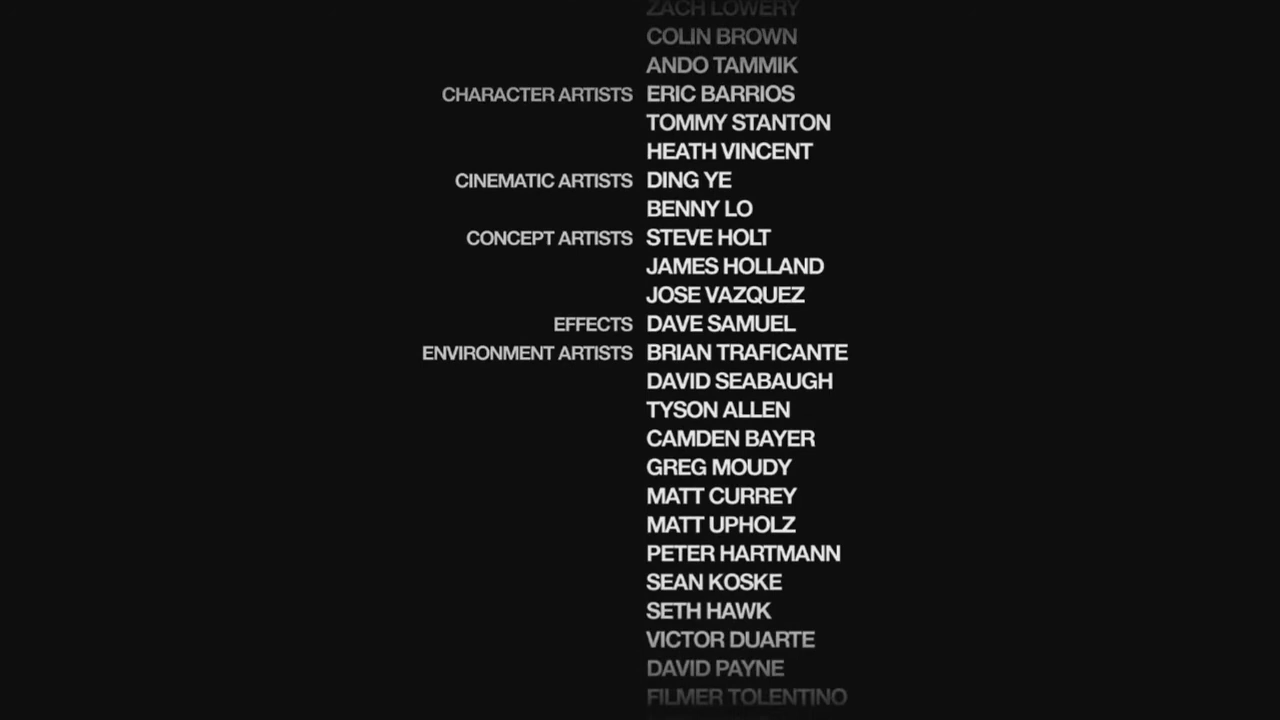 ZACH LOWERY
COLIN BROWN
ANDO TAMMIK
CHARACTER ARTISTS ERIC BARRIOS
TOMMY STANTON
HEATH VINCENT
CINEMATIC ARTISTS DING YE
BENNY LO
CONCEPT ARTISTS STEVE HOLT
JAMES HOLLAND
JOSE VAZQUEZ
EFFECTS DAVE SAMUEL
ENVIRONMENT ARTISTS BRIAN TRAFICANTE
DAVID SEABAUGH
TYSON ALLEN
CAMDEN BAYER
GREG MOUDY
MATT CURREY
MATT UPHOLZ
PETER HARTMANN
SEAN KOSKE
SETH HAWK
VICTOR DUARTE
DAVID PAYNE
FILMER TOLENTINO